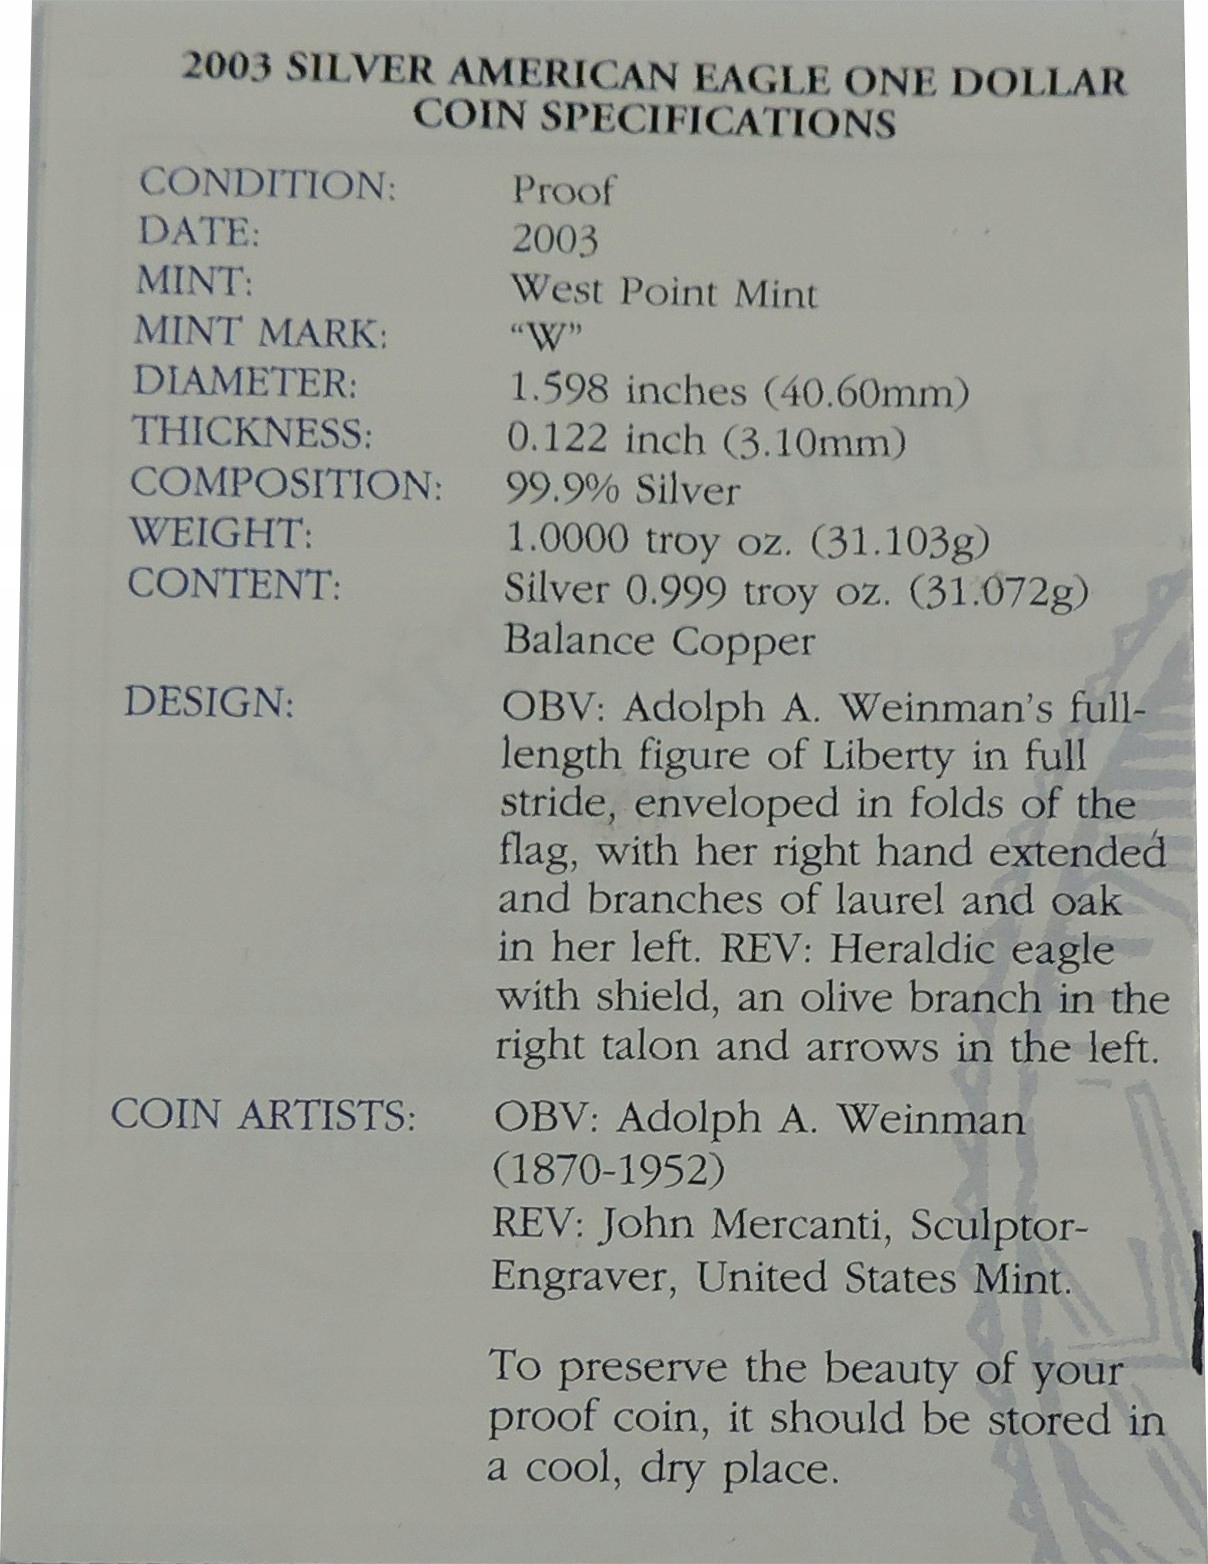 2003 SILVER AMERICAN EAGLE ONE DOLLAR
COIN SPECIFICATIONS
CONDITION: Proof
DATE: 2003
MINT: West Point Mint
MINT MARK: “W”
DIAMETER: 1.598 inches (40.60mm)
THICKNESS: 0.122 inch (3.10mm)
COMPOSITION: 99.9% Silver
WEIGHT: 1.0000 troy oz. (31.103g)
CONTENT: Silver 0.999 troy oz. (31.072g)
Balance Copper
DESIGN: OBV: Adolph A. Weinman’s full-
length figure of Liberty in full
stride, enveloped in folds of the
flag, with her right hand extended
and branches of laurel and oak
in her left. REV: Heraldic eagle
with shield, an olive branch in the
right talon and arrows in the left.
COIN ARTISTS: OBV: Adolph A. Weinman
(1870-1952)
REV: John Mercanti, Sculptor-
Engraver, United States Mint.
To preserve the beauty of your
proof coin, it should be stored in
a cool, dry place.